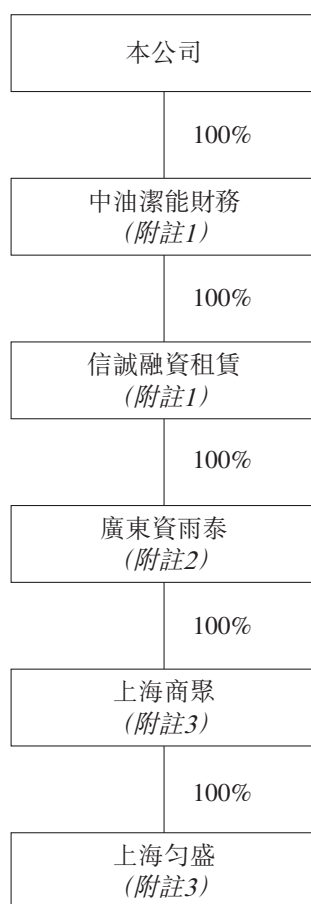 本公司
100%
中油潔能財務
(附註1)
100%
信誠融資租賃
(附註1)
100%
廣東資雨泰
(附註2)
100%
上海商聚
(附註3)
100%
上海勻盛
(附註3)